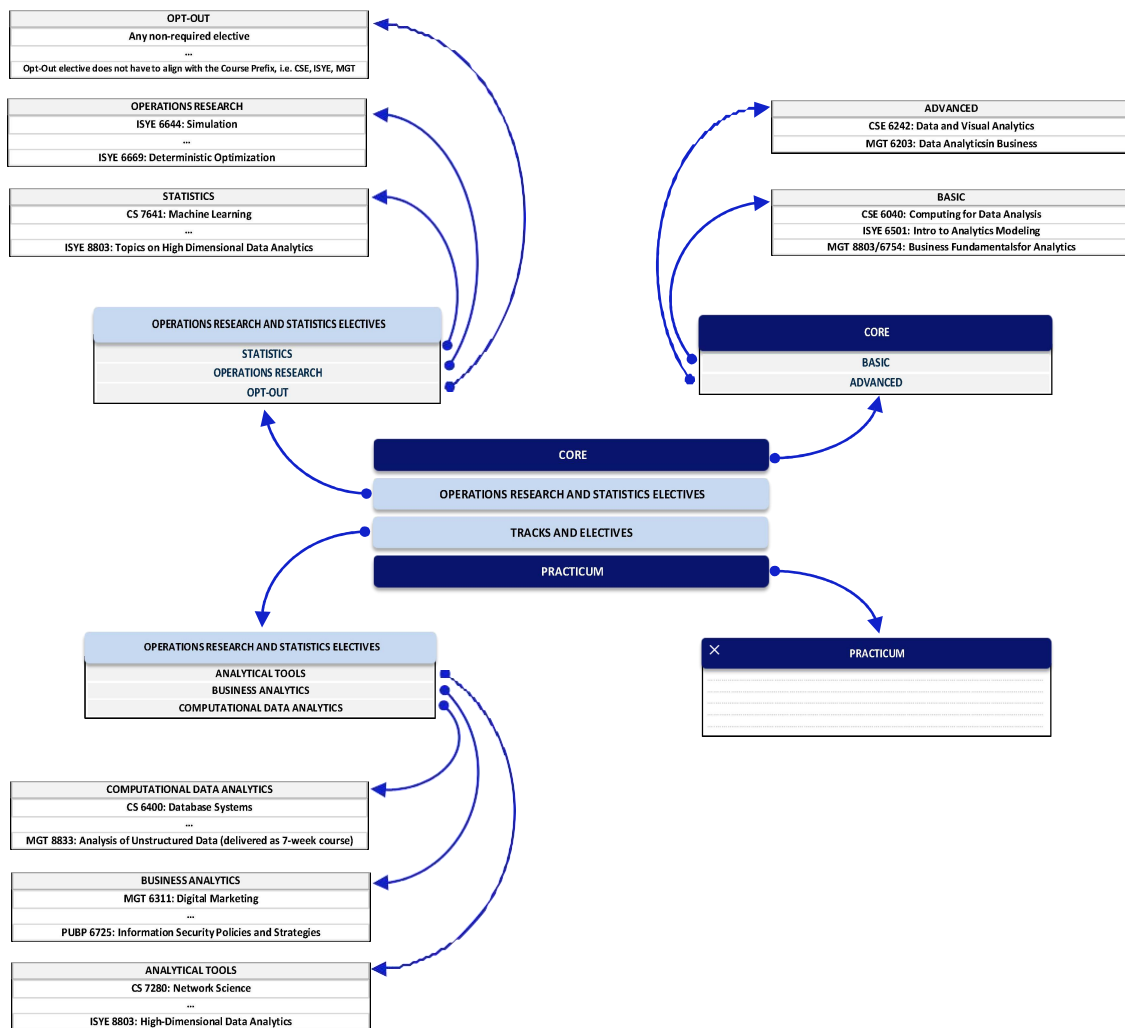 OPT-OUT
Any non-required elective
...
Opt-Out elective does not have to align with the Course Prefix, i.e. CSE, ISYE, MGT
OPERATIONS RESEARCH
ISYE 6644: Simulation
...
ISYE 6669: Deterministic Optimization
STATISTICS
CS 7641: Machine Learning
...
ISYE 8803: Topics on High Dimensional Data Analytics
ADVANCED
CSE 6242: Data and Visual Analytics
MGT 6203: Data Analyticsin Business
BASIC
CSE 6040: Computing for Data Analysis
ISYE 6501: Intro to Analytics Modeling
MGT 8803/6754: Business Fundamentalsfor Analytics
OPERATIONS RESEARCH AND STATISTICS ELECTIVES
STATISTICS
OPERATIONS RESEARCH
OPT-OUT
CORE
BASIC
ADVANCED
CORE
OPERATIONS RESEARCH AND STATISTICS ELECTIVES
TRACKS AND ELECTIVES
PRACTICUM
OPERATIONS RESEARCH AND STATISTICS ELECTIVES
ANALYTICAL TOOLS
BUSINESS ANALYTICS
COMPUTATIONAL DATA ANALYTICS
PRACTICUM
COMPUTATIONAL DATA ANALYTICS
CS 6400: Database Systems
...
MGT 8833: Analysis of Unstructured Data (delivered as 7-week course)
BUSINESS ANALYTICS
MGT 6311: Digital Marketing
...
PUBP 6725: Information Security Policies and Strategies
ANALYTICAL TOOLS
CS 7280: Network Science
...
ISYE 8803: High-Dimensional Data Analytics